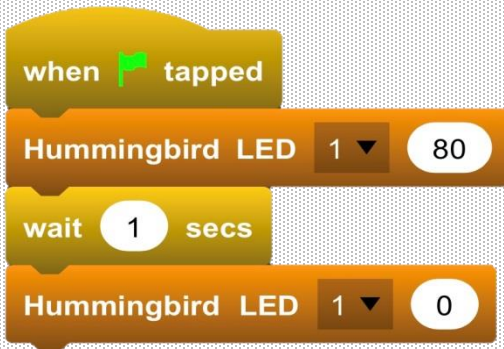 when tapped
Hummingbird LED 1 80
wait 1 secs
Hummingbird LED 1 0